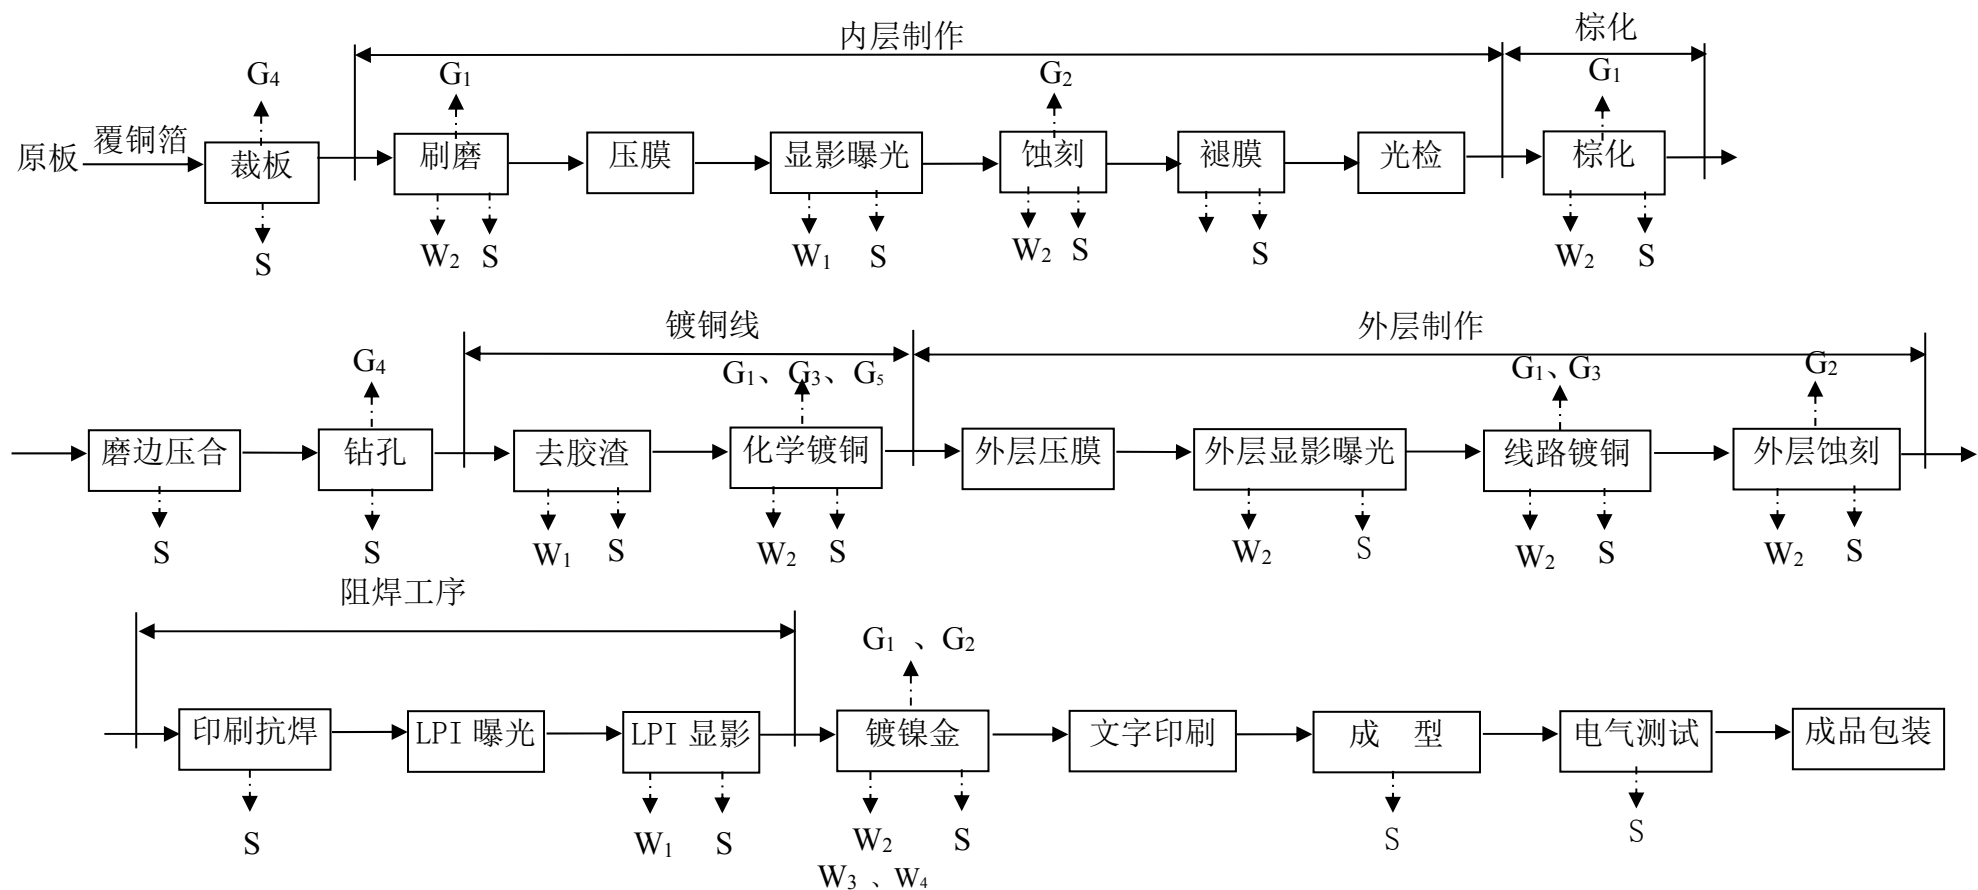 内层制作
棕化
G4
G1
G2
G1
原板
覆铜箔
裁板
刷磨
压膜
显影曝光
蚀刻
褪膜
光检
棕化
S
W2
S
W1
S
W2
S
S
W2
S
镀铜线
外层制作
G4
G1、G3、G5
G1、G3
G2
磨边压合
钻孔
去胶渣
化学镀铜
外层压膜
外层显影曝光
线路镀铜
外层蚀刻
S
S
W1
S
W2
S
W2
S
W2
S
W2
S
阻焊工序
G1 、G2
印刷抗焊
LPI 曝光
LPI 显影
镀镍金
文字印刷
成 型
电气测试
成品包装
S
W1
S
W2
S
S
S
W3 、W4